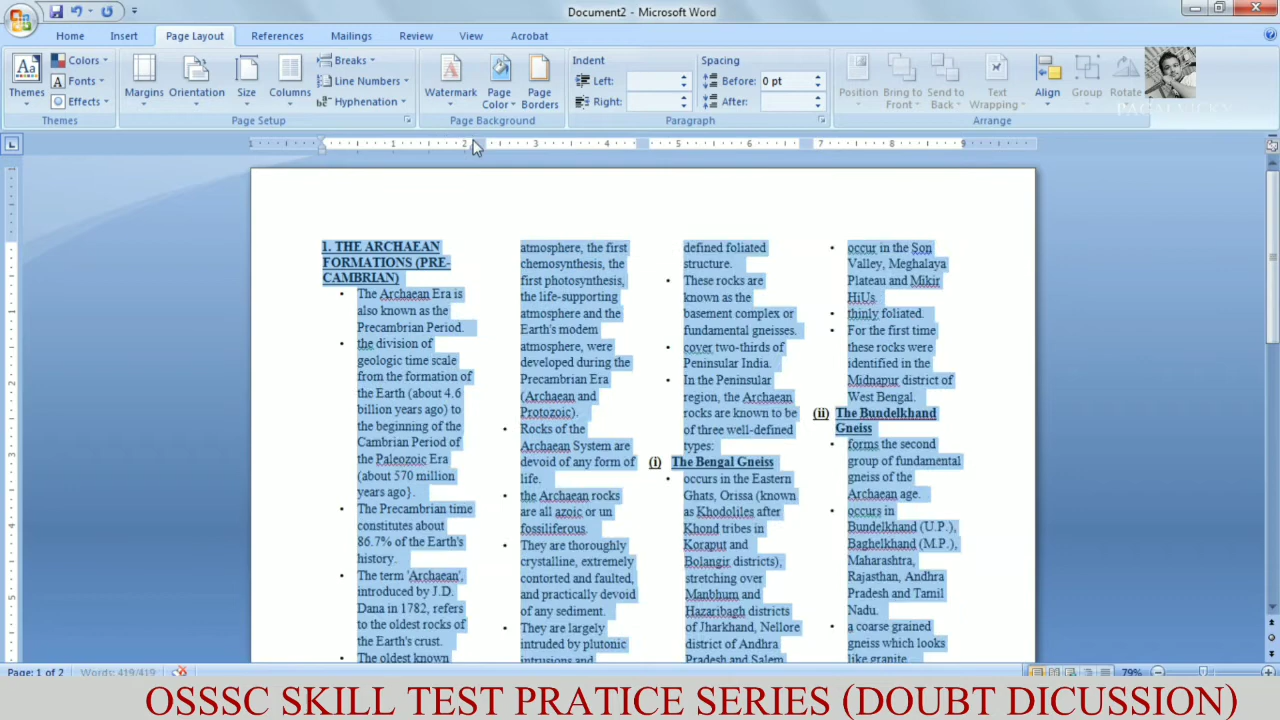 Document2 - Microsoft Word
Home Insert Page Layout References Mailings Review View Acrobat
Themes
Colors
Fonts
Effects
Themes
Margins
Orientation
Size
Columns
Breaks
Line Numbers
Hyphenation
Page Setup
Watermark
Page
Color
Page
Borders
Page Background
Indent
Left:
Right:
Spacing
Before: 0 pt
After:
Paragraph
Position
Bring to
Front
Send to
Back
Text
Wrapping
Align
Group
Rotate
Arrange
1 1 2 3 4 5 6 7 8 9
1. THE ARCHAEAN
FORMATIONS (PRE-
CAMBRIAN)
• The Archaean Era is
also known as the
Precambrian Period.
• the division of
geologic time scale
from the formation of
the Earth (about 4.6
billion years ago) to
the beginning of the
Cambrian Period of
the Paleozoic Era
(about 570 million
years ago}.
• The Precambrian time
constitutes about
86.7% of the Earth's
history.
• The term 'Archaean',
introduced by J.D.
Dana in 1782, refers
to the oldest rocks of
the Earth's crust.
• The oldest known
atmosphere, the first
chemosynthesis, the
first photosynthesis,
the life-supporting
atmosphere and the
Earth's modem
atmosphere, were
developed during the
Precambrian Era
(Archaean and
Protozoic).
• Rocks of the
Archaean System are
devoid of any form of
life.
• the Archaean rocks
are all azoic or un
fossiliferous.
• They are thoroughly
crystalline, extremely
contorted and faulted,
and practically devoid
of any sediment.
• They are largely
intruded by plutonic
intrusions and
defined foliated
structure.
• These rocks are
known as the
basement complex or
fundamental gneisses.
• cover two-thirds of
Peninsular India.
• In the Peninsular
region, the Archaean
rocks are known to be
of three well-defined
types:
(i) The Bengal Gneiss
• occurs in the Eastern
Ghats, Orissa (known
as Khodoliles after
Khond tribes in
Koraput and
Bolangir districts),
stretching over
Manbhum and
Hazaribagh districts
of Jharkhand, Nellore
district of Andhra
Pradesh and Salem
• occur in the Son
Valley, Meghalaya
Plateau and Mikir
HiUs.
• thinly foliated.
• For the first time
these rocks were
identified in the
Midnapur district of
West Bengal.
(ii) The Bundelkhand
Gneiss
• forms the second
group of fundamental
gneiss of the
Archaean age.
• occurs in
Bundelkhand (U.P.),
Baghelkhand (M.P.),
Maharashtra,
Rajasthan, Andhra
Pradesh and Tamil
Nadu.
• a coarse grained
gneiss which looks
like granite
Page: 1 of 2 Words: 419/419 79%
OSSSC SKILL TEST PRATICE SERIES (DOUBT DICUSSION)